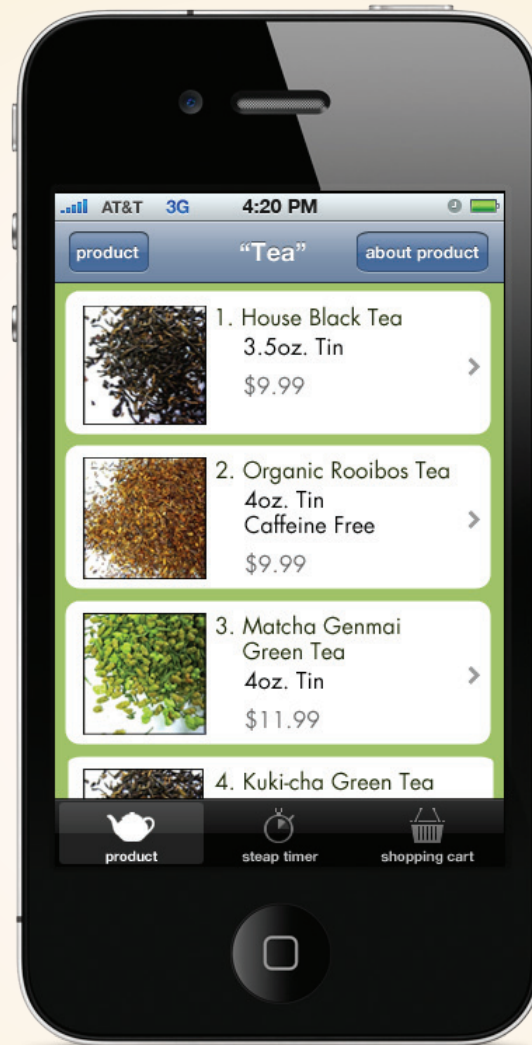 AT&T 3G 4:20 PM
product “Tea” about product
1. House Black Tea
3.5oz. Tin
$9.99
2. Organic Rooibos Tea
4oz. Tin
Caffeine Free
$9.99
3. Matcha Genmai
Green Tea
4oz. Tin
$11.99
4. Kuki-cha Green Tea
product steap timer shopping cart